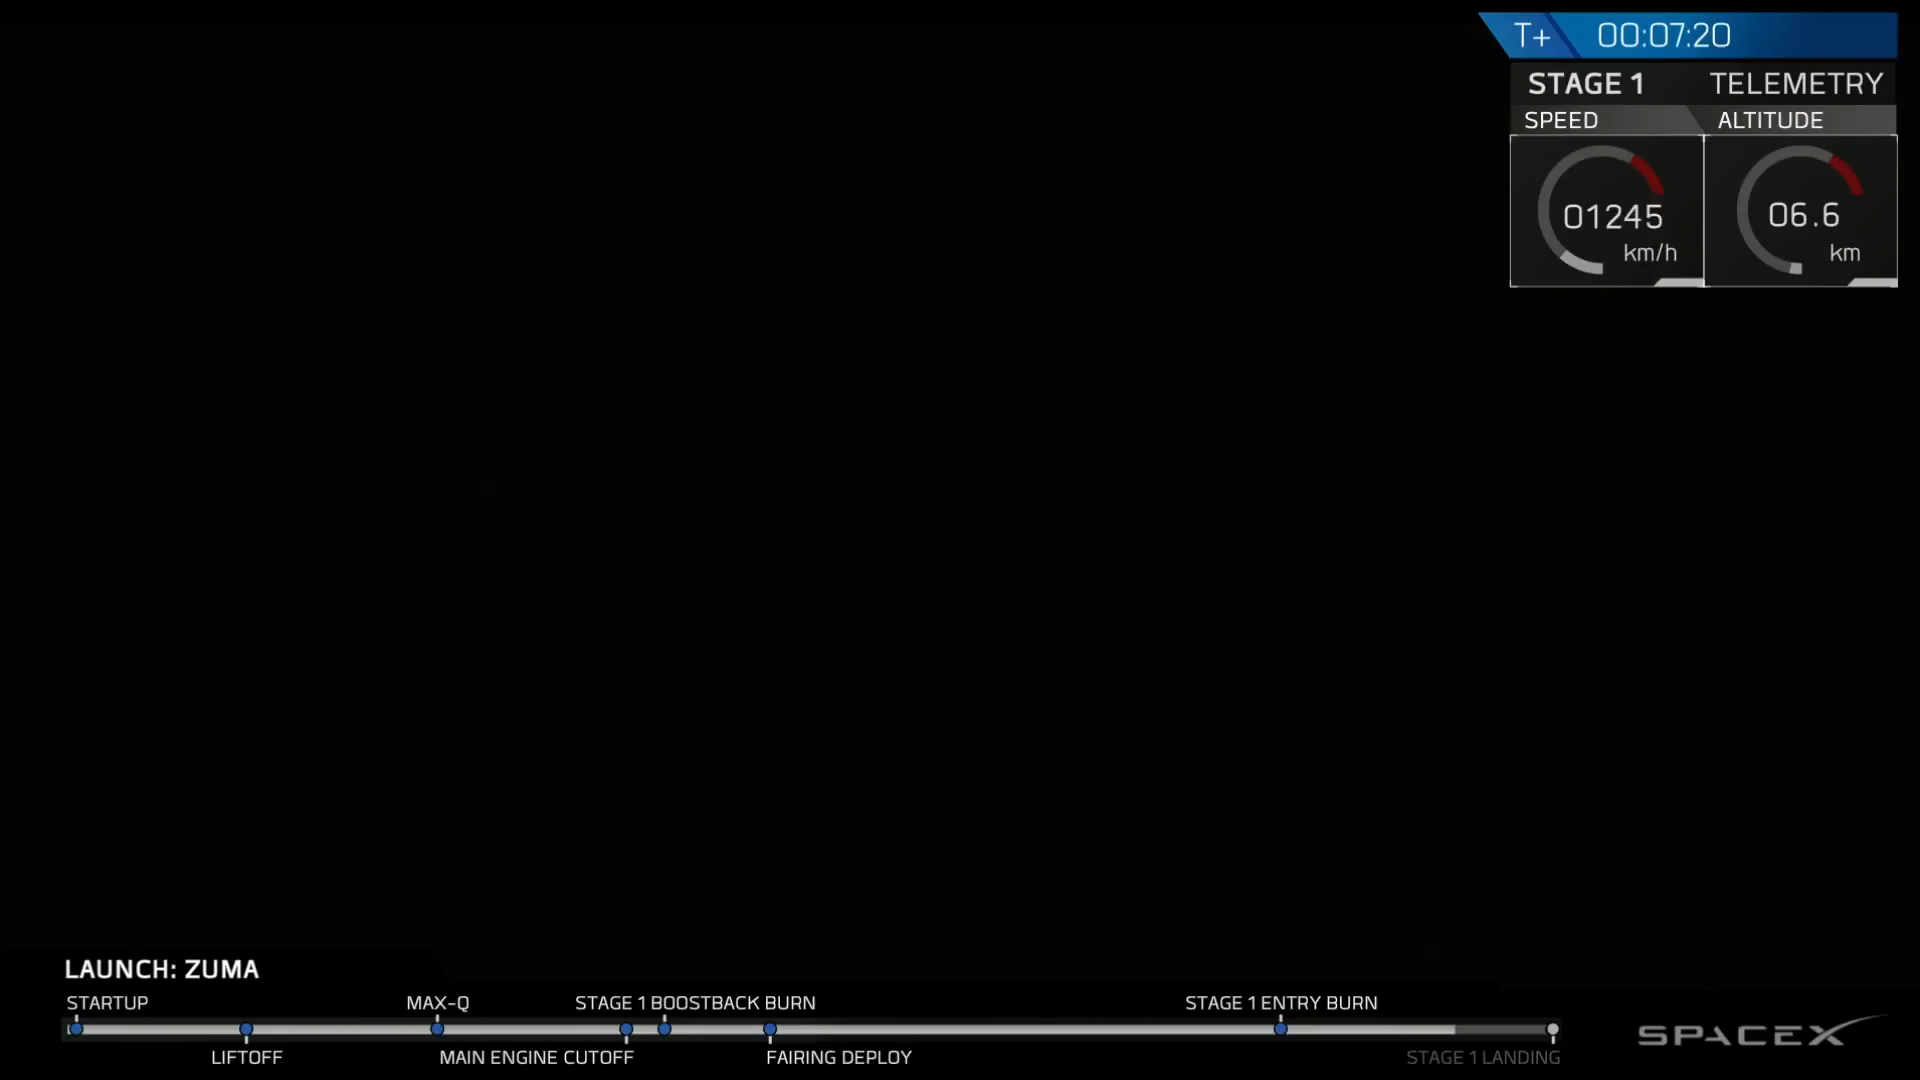 T+ 00:07:20
STAGE 1 TELEMETRY
SPEED ALTITUDE
01245 06.6
km/h km
LAUNCH: ZUMA
STARTUP MAX-Q STAGE 1 BOOSTBACK BURN STAGE 1 ENTRY BURN
LIFTOFF MAIN ENGINE CUTOFF FAIRING DEPLOY STAGE 1 LANDING
SPACEX